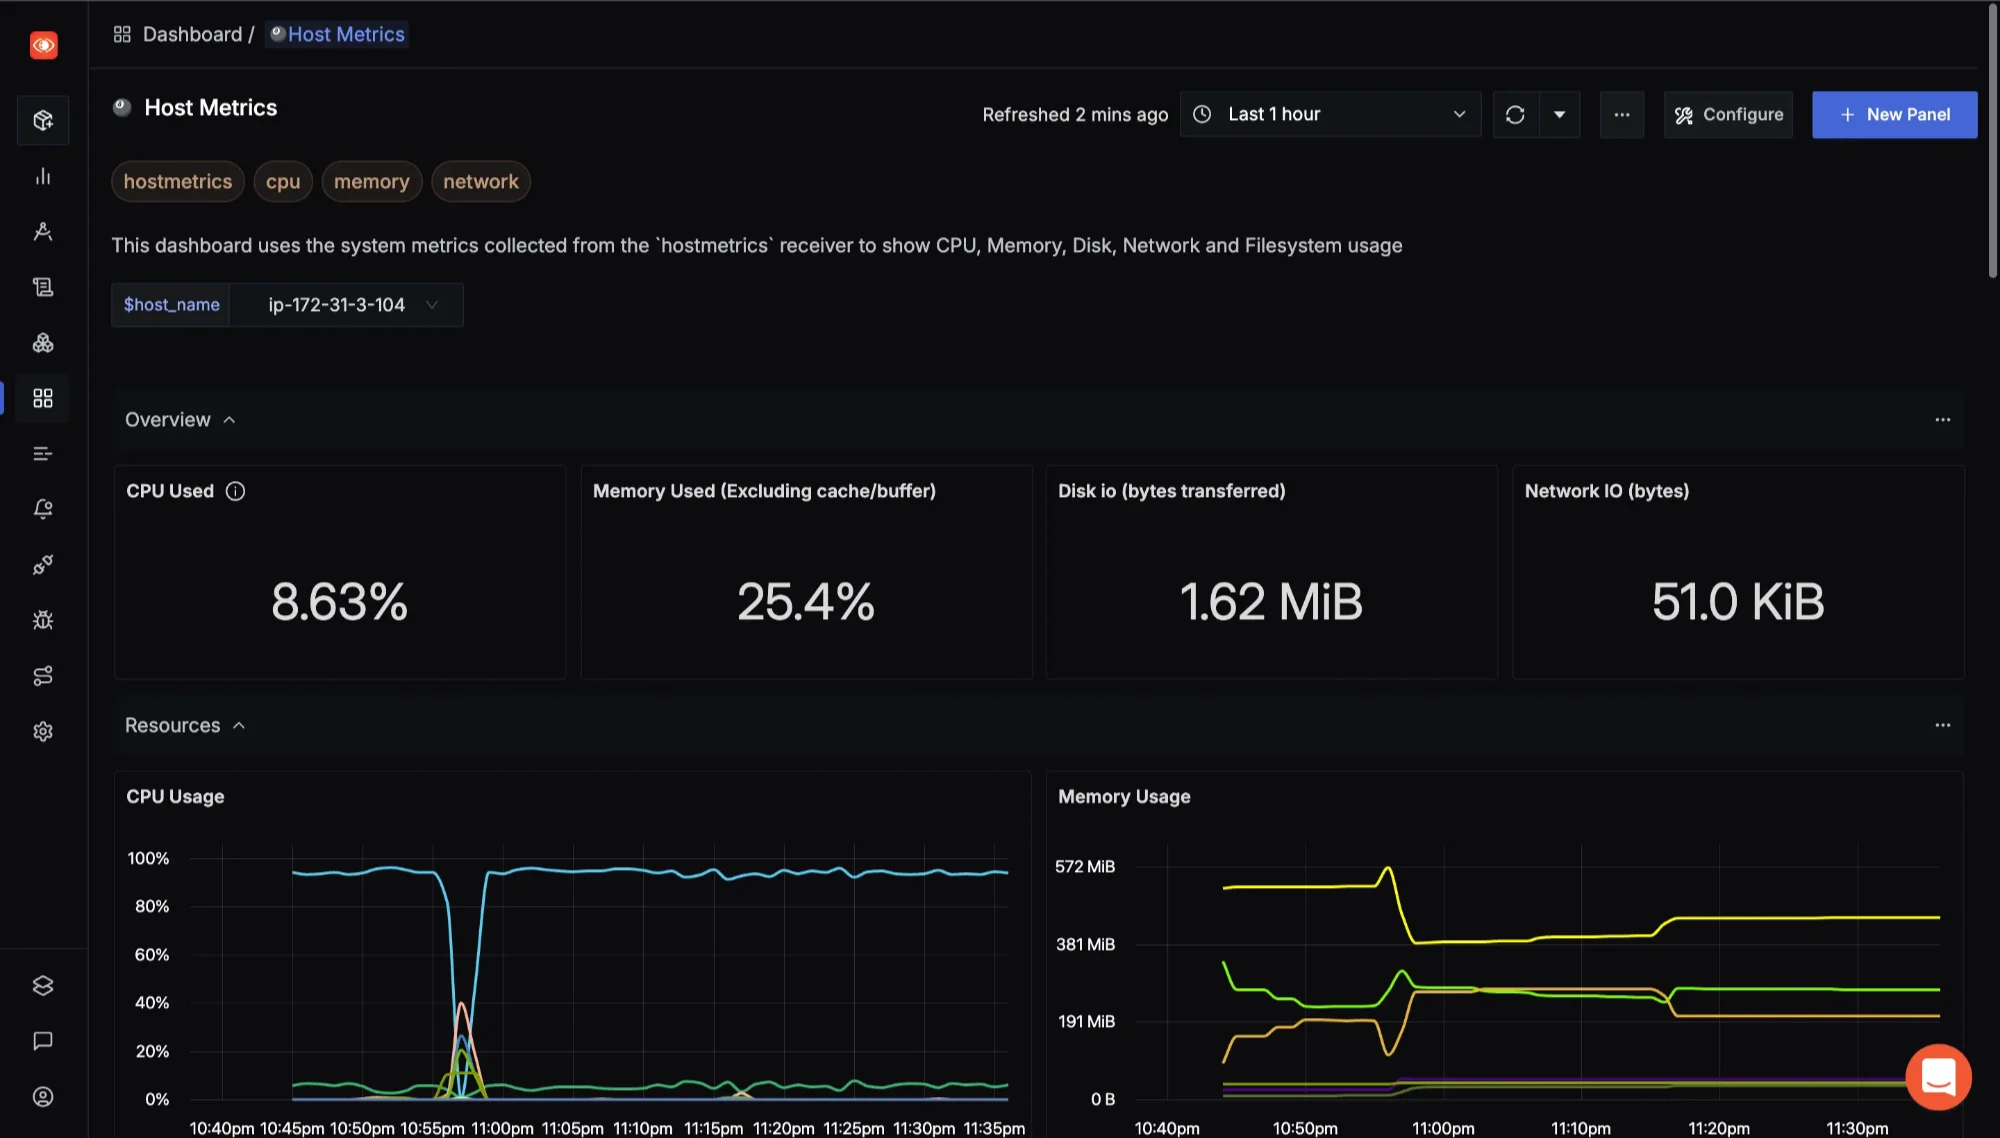 Dashboard / Host Metrics
Host Metrics
Refreshed 2 mins ago
Last 1 hour
Configure
+ New Panel
hostmetrics
cpu
memory
network
This dashboard uses the system metrics collected from the `hostmetrics` receiver to show CPU, Memory, Disk, Network and Filesystem usage
$host_name
ip-172-31-3-104
Overview
CPU Used
8.63%
Memory Used (Excluding cache/buffer)
25.4%
Disk io (bytes transferred)
1.62 MiB
Network IO (bytes)
51.0 KiB
Resources
CPU Usage
100%
80%
60%
40%
20%
0%
10:40pm 10:45pm 10:50pm 10:55pm 11:00pm 11:05pm 11:10pm 11:15pm 11:20pm 11:25pm 11:30pm 11:35pm
Memory Usage
572 MiB
381 MiB
191 MiB
0 B
10:40pm 10:50pm 11:00pm 11:10pm 11:20pm 11:30pm